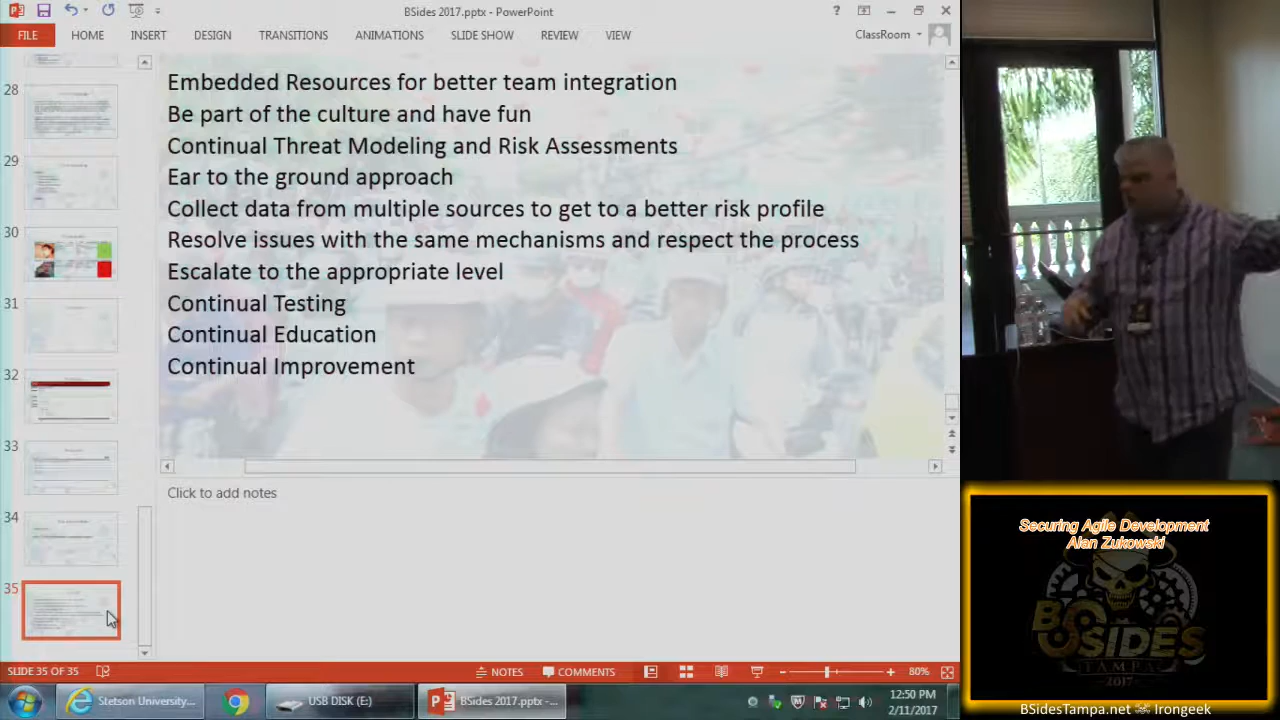 BSides 2017.pptx - PowerPoint
?
FILE
HOME
INSERT
DESIGN
TRANSITIONS
ANIMATIONS
SLIDE SHOW
REVIEW
VIEW
ClassRoom
28
29
30
31
32
33
34
35
Embedded Resources for better team integration
Be part of the culture and have fun
Continual Threat Modeling and Risk Assessments
Ear to the ground approach
Collect data from multiple sources to get to a better risk profile
Resolve issues with the same mechanisms and respect the process
Escalate to the appropriate level
Continual Testing
Continual Education
Continual Improvement
Click to add notes
SLIDE 35 OF 35
NOTES
COMMENTS
80%
Stetson University...
USB DISK (E:)
BSides 2017.pptx -...
12:50 PM
2/11/2017
Securing Agile Development
Alan Zukowski
BSIDES
TAMPA
2017
BSidesTampa.net
Irongeek